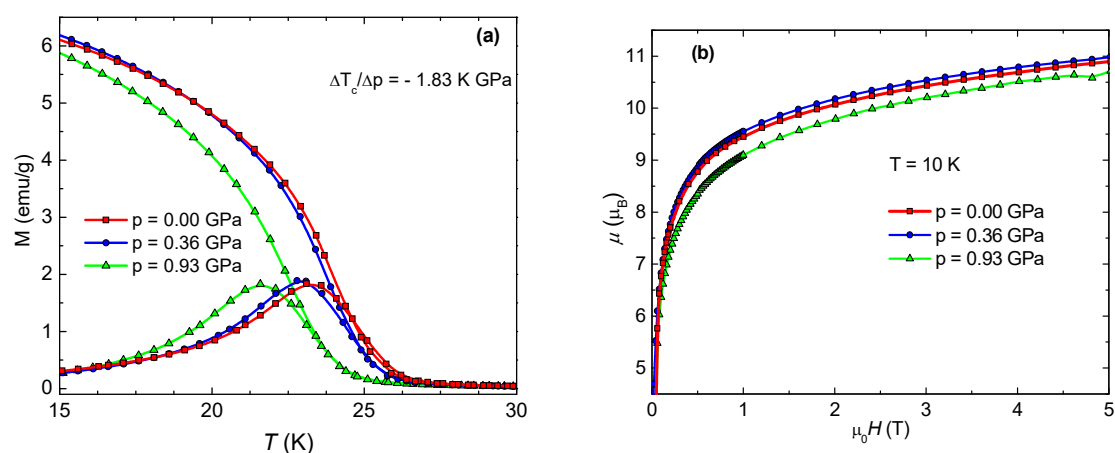 (a)
ΔT_c/Δp = - 1.83 K GPa
p = 0.00 GPa
p = 0.36 GPa
p = 0.93 GPa
M (emu/g)
6
5
4
3
2
1
0
15
20
25
30
T (K)
(b)
T = 10 K
p = 0.00 GPa
p = 0.36 GPa
p = 0.93 GPa
μ (μ_B)
11
10
9
8
7
6
5
0
1
2
3
4
5
μ₀H (T)